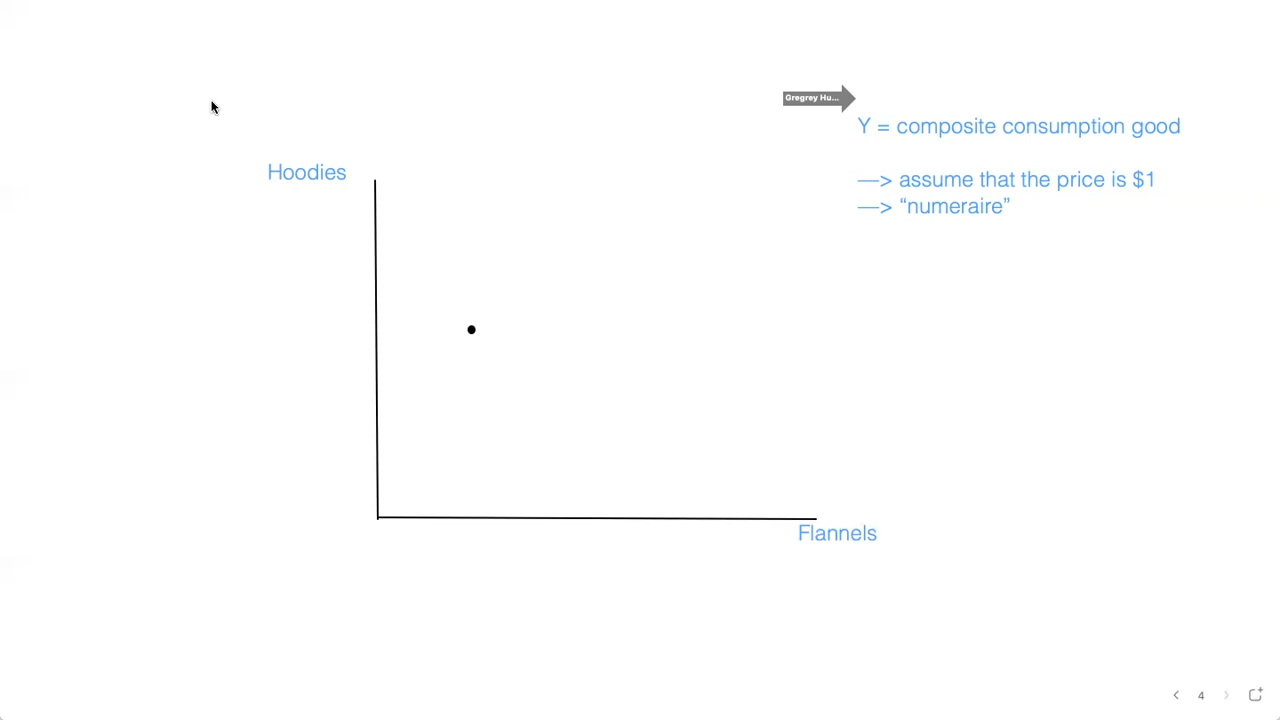 Gregrey Hu...
Y = composite consumption good
—> assume that the price is $1
—> “numeraire”
Hoodies
Flannels
4